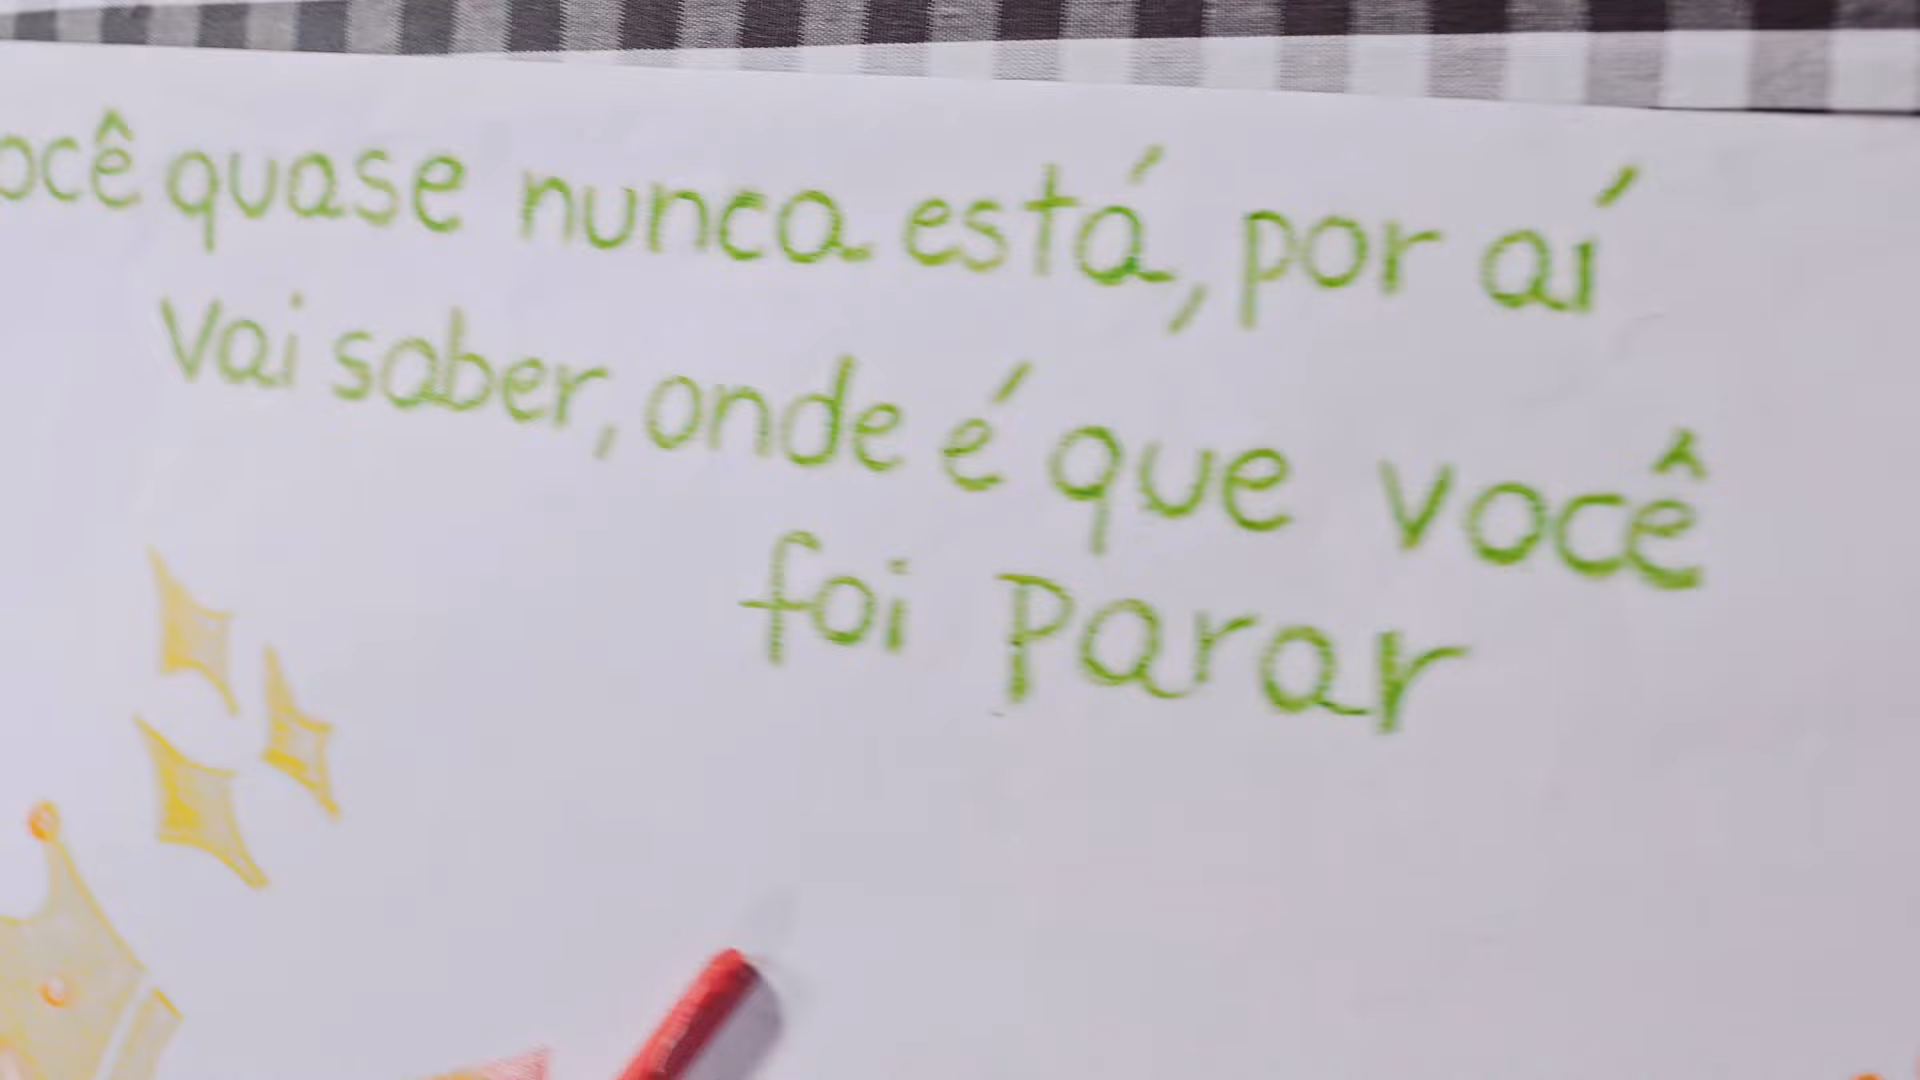 ocê quase nunca está, por aí
Vai saber, onde é que você
foi parar